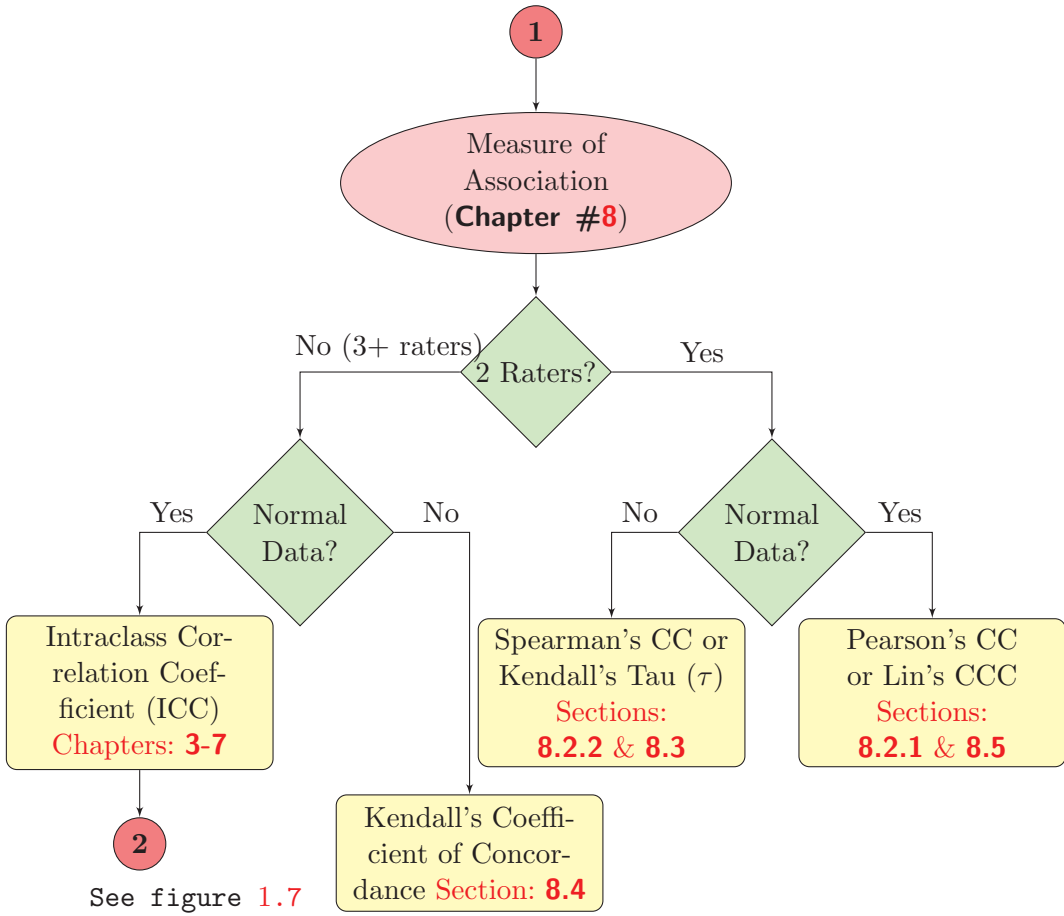 1
Measure of
Association
(Chapter #8)
2 Raters?
No (3+ raters)
Yes
Normal
Data?
Yes
No
Normal
Data?
No
Yes
Intraclass Cor-
relation Coef-
ficient (ICC)
Chapters: 3-7
Spearman's CC or
Kendall's Tau (τ)
Sections:
8.2.2 & 8.3
Pearson's CC
or Lin's CCC
Sections:
8.2.1 & 8.5
Kendall's Coeffi-
cient of Concor-
dance Section: 8.4
2
See figure 1.7